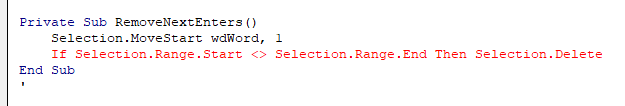 Private Sub RemoveNextEnters()
    Selection.MoveStart wdWord, 1
    If Selection.Range.Start <> Selection.Range.End Then Selection.Delete
End Sub
'